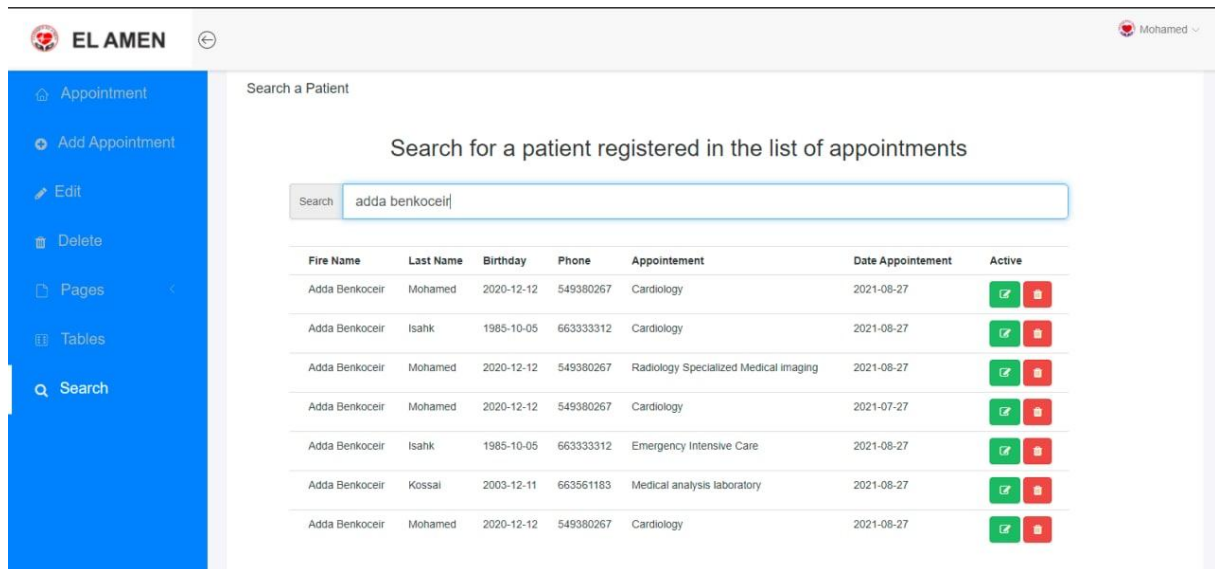 EL AMEN
Mohamed
Appointment
Add Appointment
Edit
Delete
Pages
Tables
Search
Search a Patient
Search for a patient registered in the list of appointments
Search adda benkoceir
Fire Name Last Name Birthday Phone Appointement Date Appointement Active
Adda Benkoceir Mohamed 2020-12-12 549380267 Cardiology 2021-08-27
Adda Benkoceir Isahk 1985-10-05 663333312 Cardiology 2021-08-27
Adda Benkoceir Mohamed 2020-12-12 549380267 Radiology Specialized Medical imaging 2021-08-27
Adda Benkoceir Mohamed 2020-12-12 549380267 Cardiology 2021-07-27
Adda Benkoceir Isahk 1985-10-05 663333312 Emergency Intensive Care 2021-08-27
Adda Benkoceir Kossai 2003-12-11 663561183 Medical analysis laboratory 2021-08-27
Adda Benkoceir Mohamed 2020-12-12 549380267 Cardiology 2021-08-27